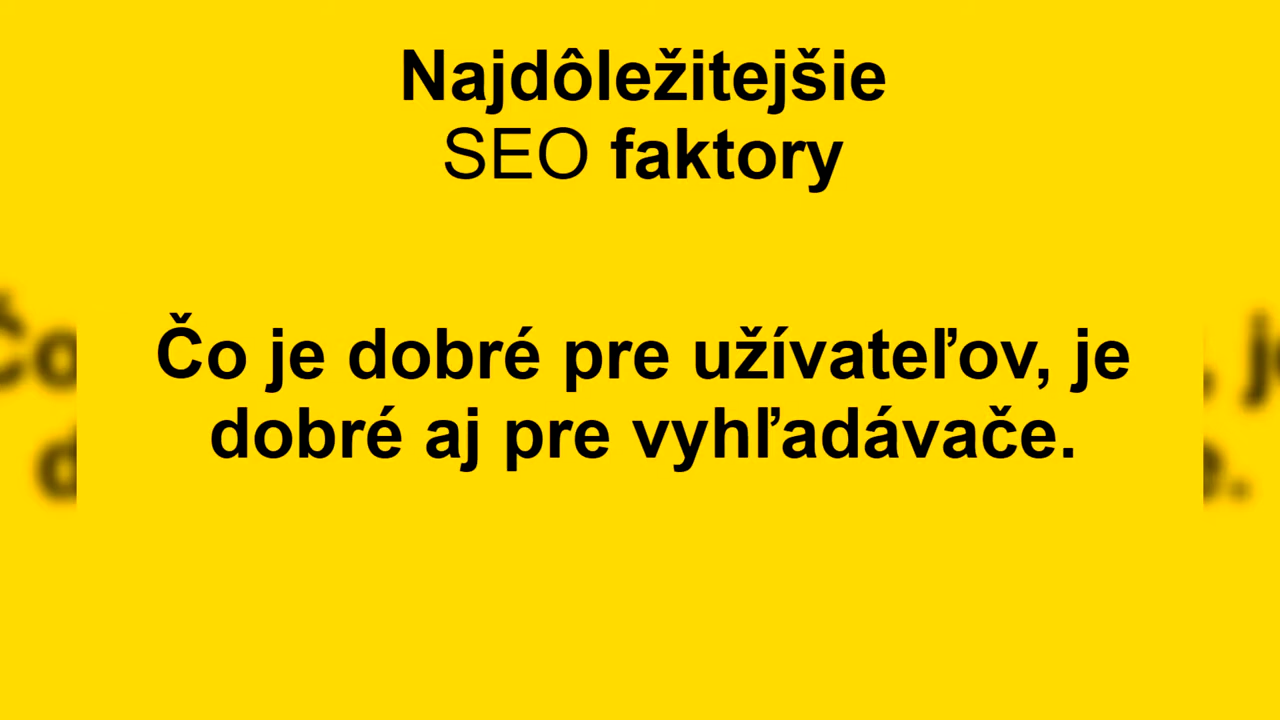 Najdôležitejšie
SEO faktory
Čo je dobré pre užívateľov, je
dobré aj pre vyhľadávače.